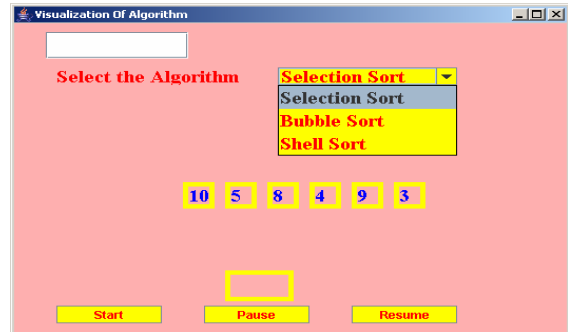 Visualization Of Algorithm
Select the Algorithm Selection Sort
Selection Sort
Bubble Sort
Shell Sort
10 5 8 4 9 3
Start Pause Resume